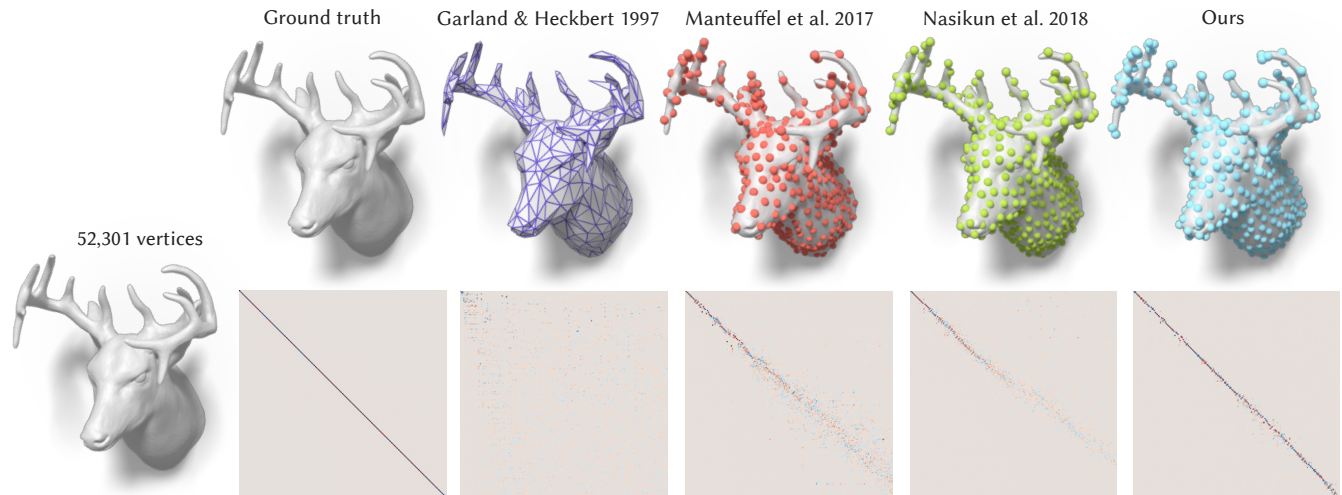 Ground truth
Garland & Heckbert 1997
Manteuffel et al. 2017
Nasikun et al. 2018
Ours
52,301 vertices